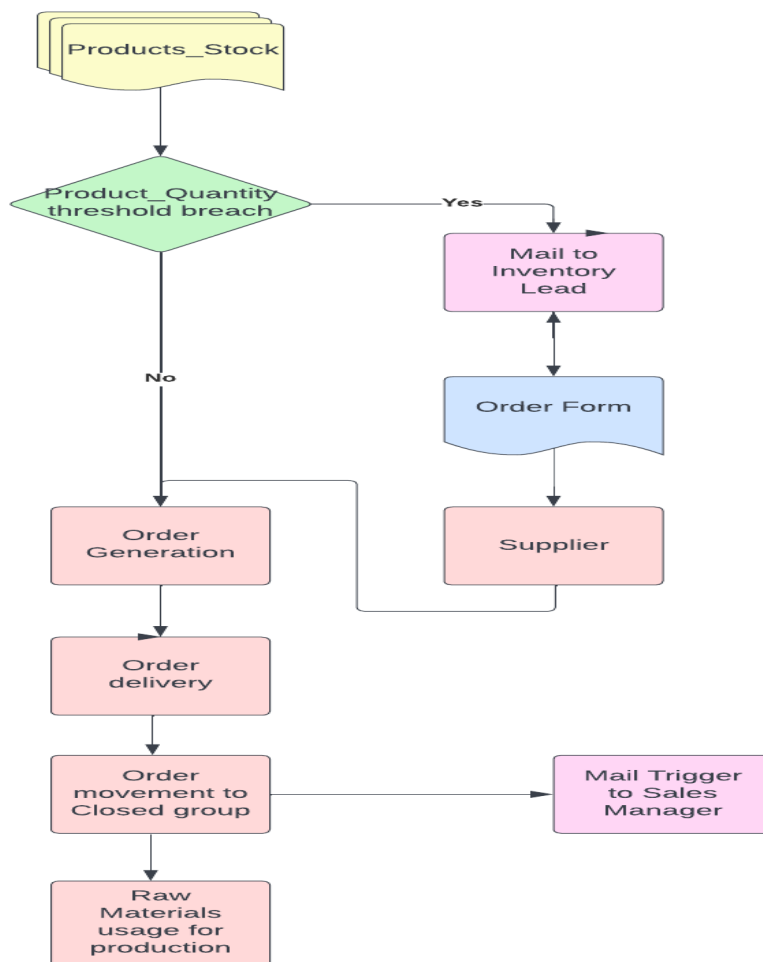 Products_Stock
Product_Quantity
threshold breach
Yes
Mail to
Inventory
Lead
No
Order Form
Order
Generation
Supplier
Order
delivery
Order
movement to
Closed group
Mail Trigger
to Sales
Manager
Raw
Materials
usage for
production